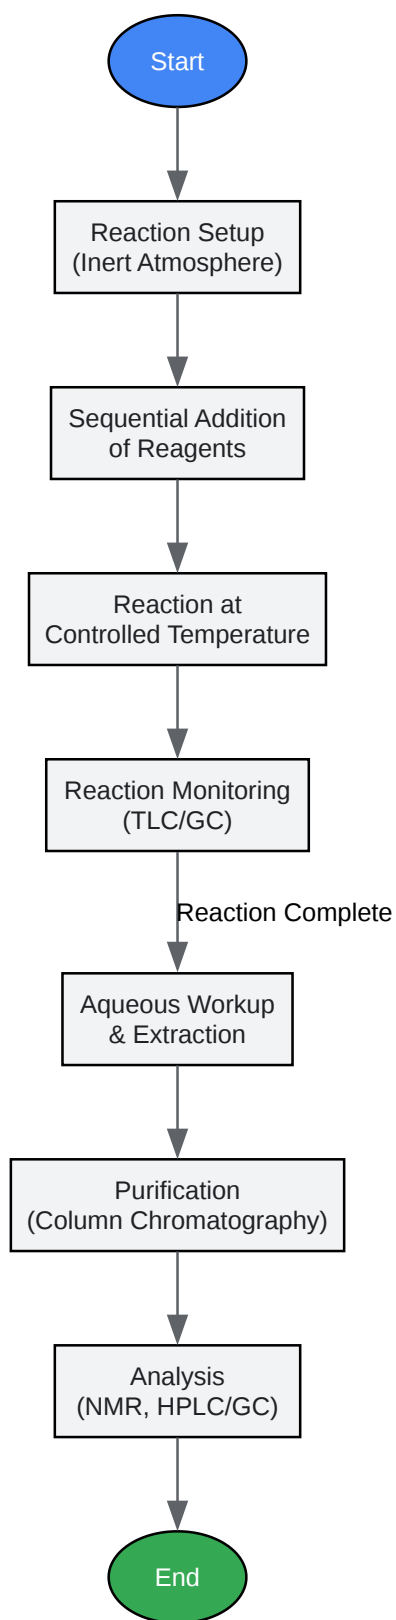 Start
Reaction Setup
(Inert Atmosphere)
Sequential Addition
of Reagents
Reaction at
Controlled Temperature
Reaction Monitoring
(TLC/GC)
Reaction Complete
Aqueous Workup
& Extraction
Purification
(Column Chromatography)
Analysis
(NMR, HPLC/GC)
End